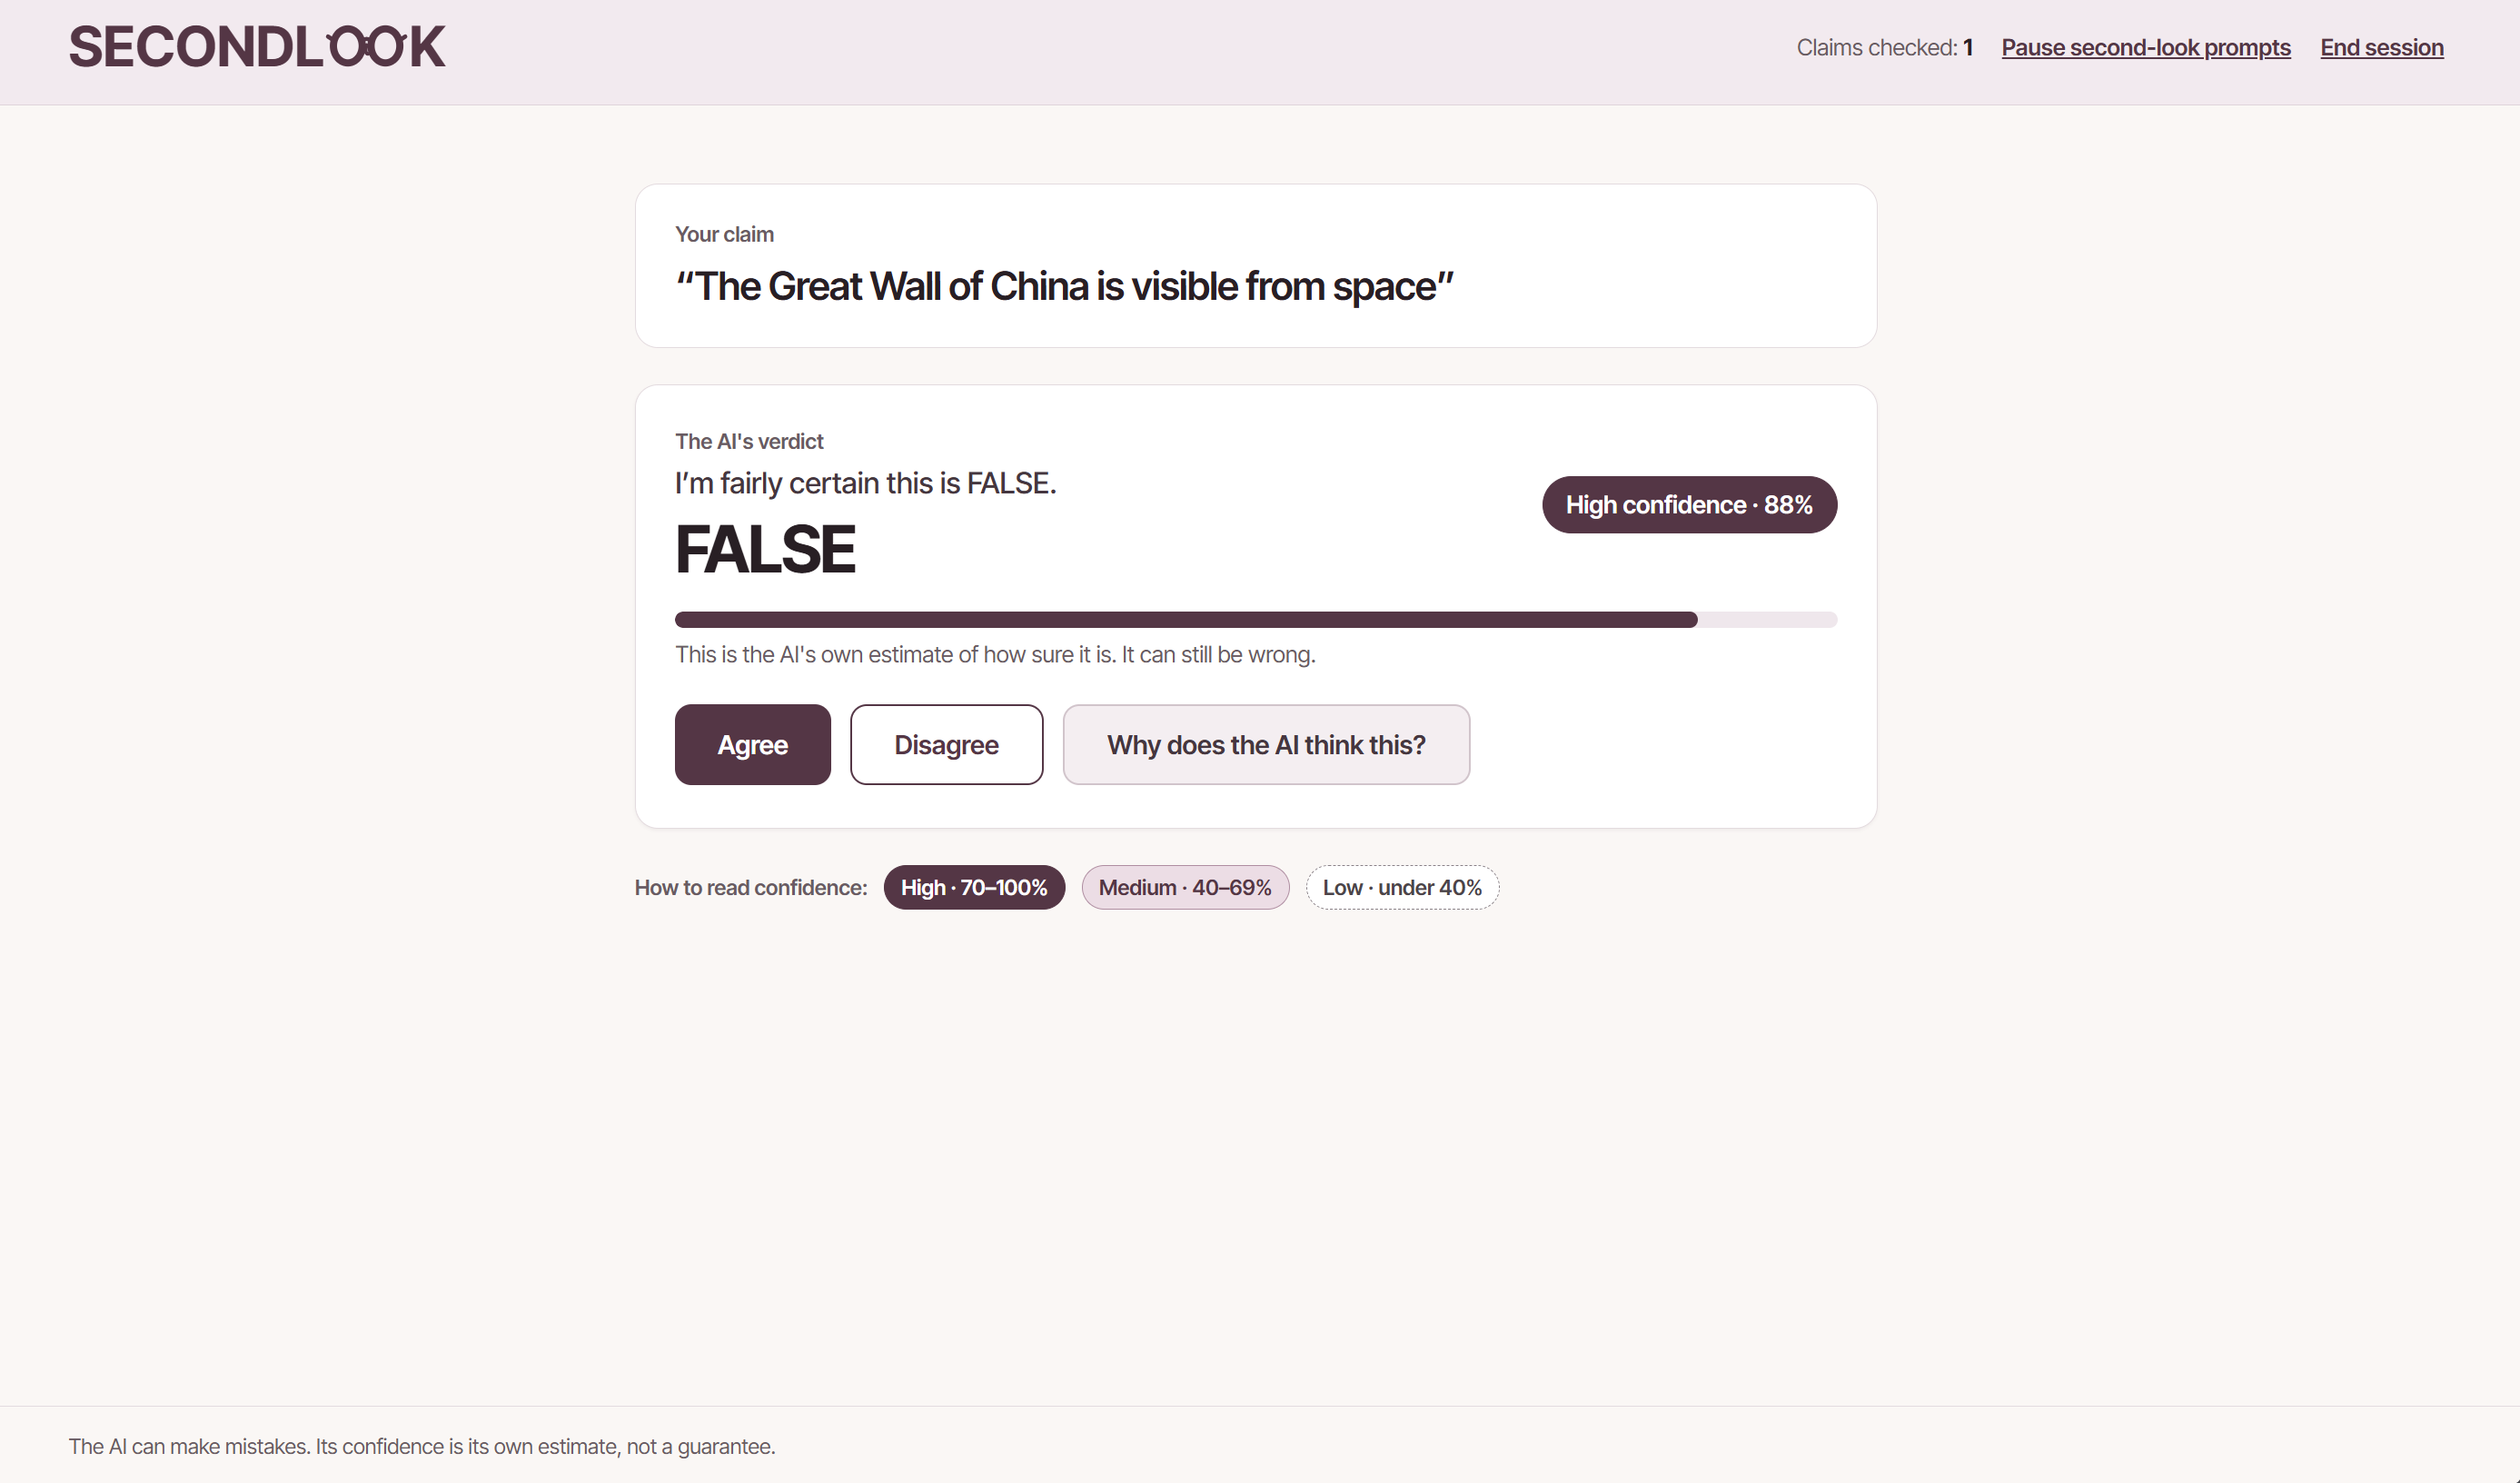 SECONDLOOK
Claims checked: 1 Pause second-look prompts End session
Your claim
“The Great Wall of China is visible from space”
The AI's verdict
I’m fairly certain this is FALSE.
High confidence · 88%
FALSE
This is the AI's own estimate of how sure it is. It can still be wrong.
Agree Disagree Why does the AI think this?
How to read confidence: High · 70–100% Medium · 40–69% Low · under 40%
The AI can make mistakes. Its confidence is its own estimate, not a guarantee.